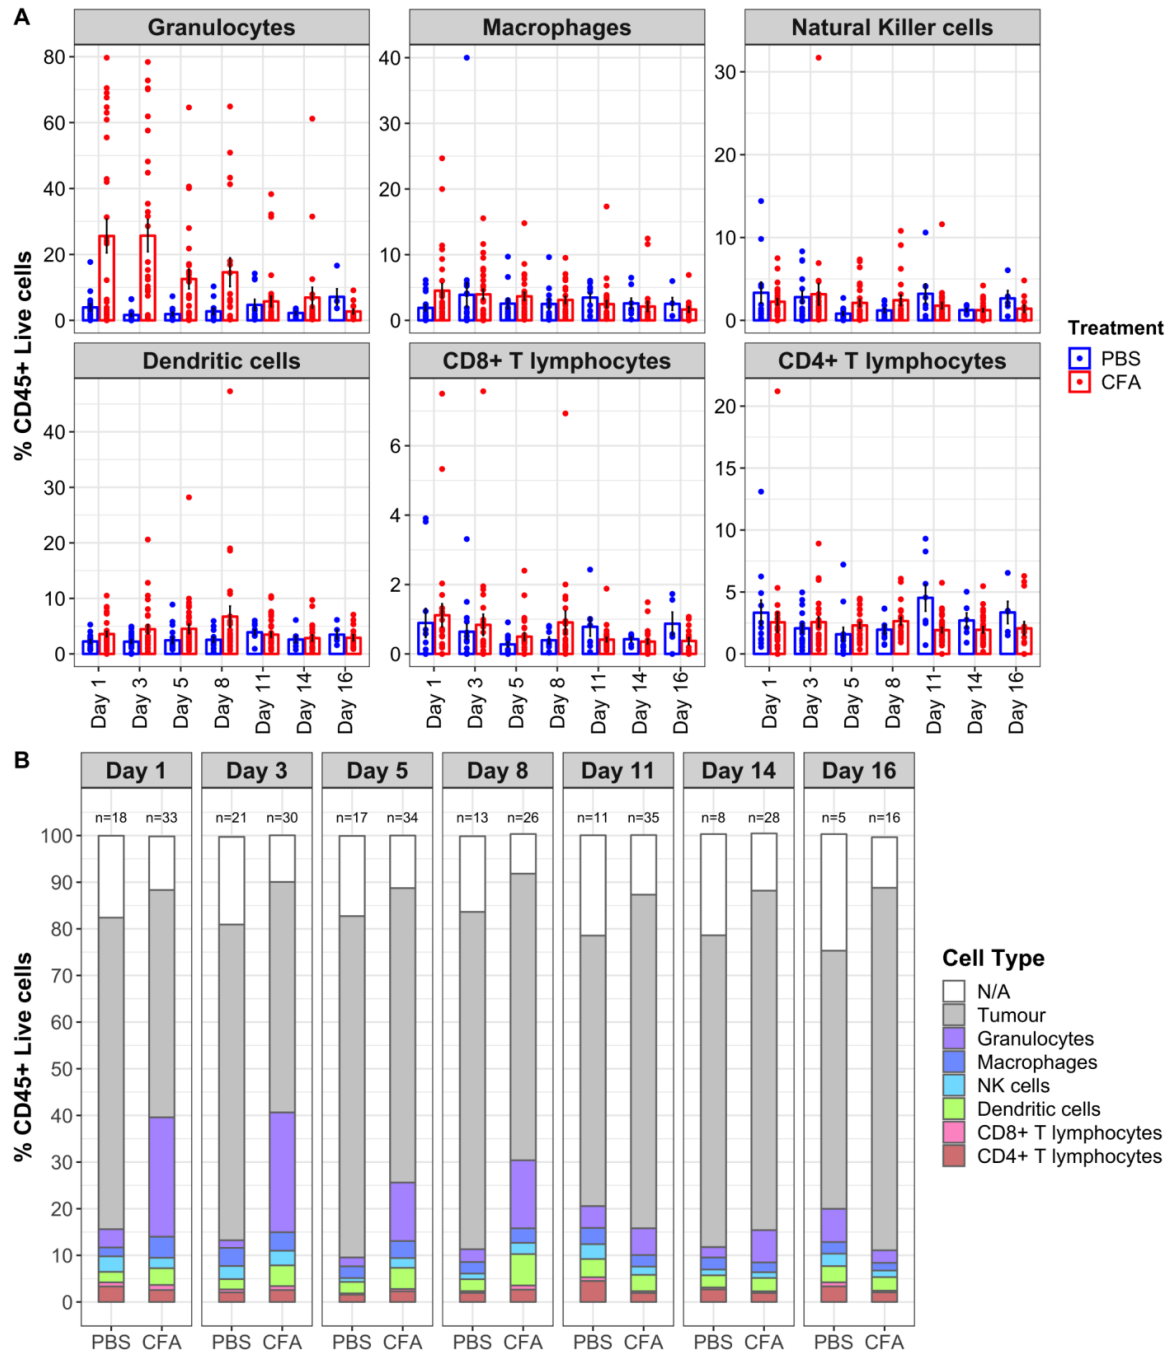 A
Granulocytes
Macrophages
Natural Killer cells
80
60
40
20
0
40
30
20
10
0
30
20
10
0
% CD45+ Live cells
Dendritic cells
CD8+ T lymphocytes
CD4+ T lymphocytes
40
30
20
10
0
6
4
2
0
20
15
10
5
0
Day 1
Day 3
Day 5
Day 8
Day 11
Day 14
Day 16
Day 1
Day 3
Day 5
Day 8
Day 11
Day 14
Day 16
Day 1
Day 3
Day 5
Day 8
Day 11
Day 14
Day 16
Treatment
PBS
CFA
B
Day 1
Day 3
Day 5
Day 8
Day 11
Day 14
Day 16
n=18 n=33
n=21 n=30
n=17 n=34
n=13 n=26
n=11 n=35
n=8 n=28
n=5 n=16
100
90
80
70
60
50
40
30
20
10
0
% CD45+ Live cells
PBS CFA
PBS CFA
PBS CFA
PBS CFA
PBS CFA
PBS CFA
PBS CFA
Cell Type
N/A
Tumour
Granulocytes
Macrophages
NK cells
Dendritic cells
CD8+ T lymphocytes
CD4+ T lymphocytes